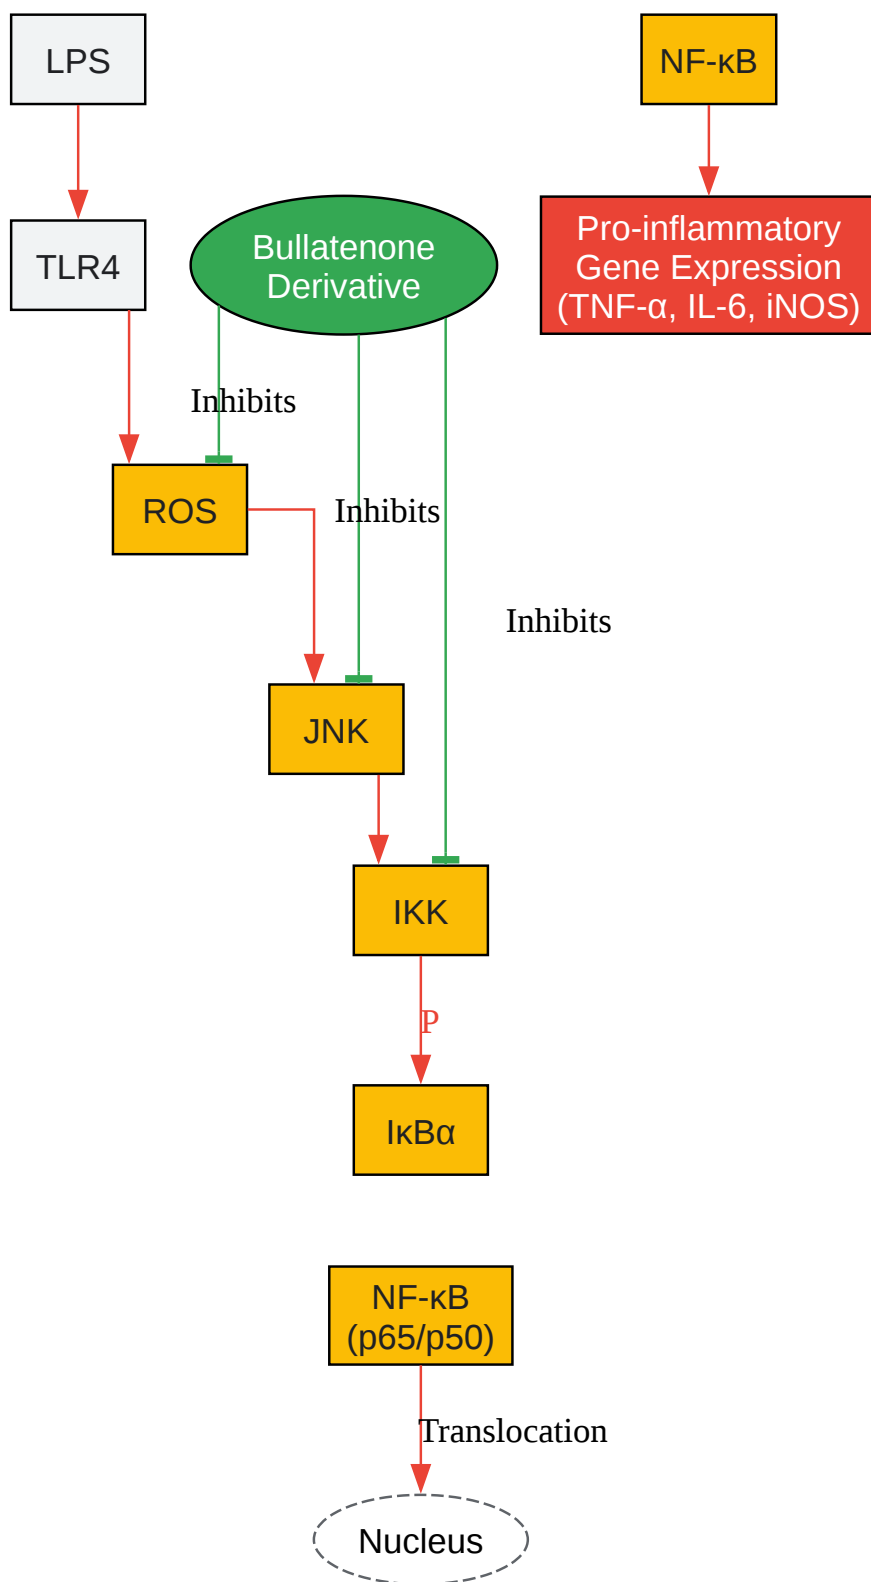 LPS
NF-κB
TLR4
Bullatenone
Derivative
Pro-inflammatory
Gene Expression
(TNF-α, IL-6, iNOS)
Inhibits
ROS
Inhibits
Inhibits
JNK
IKK
P
IκBα
NF-κB
(p65/p50)
Translocation
Nucleus